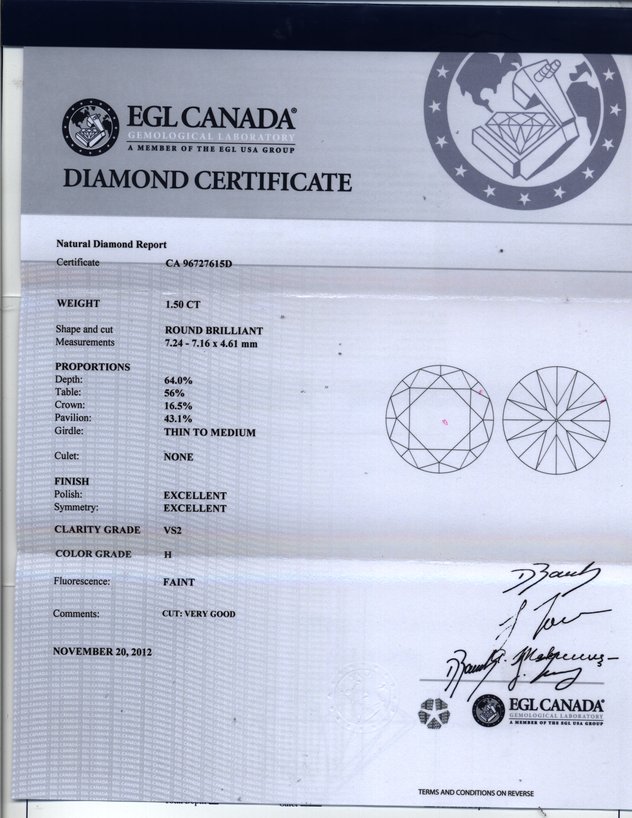 EGL CANADA®
GEMOLOGICAL LABORATORY
A MEMBER OF THE EGL USA GROUP
DIAMOND CERTIFICATE
Natural Diamond Report
Certificate CA 96727615D
WEIGHT 1.50 CT
Shape and cut ROUND BRILLIANT
Measurements 7.24 - 7.16 x 4.61 mm
PROPORTIONS
Depth: 64.0%
Table: 56%
Crown: 16.5%
Pavilion: 43.1%
Girdle: THIN TO MEDIUM
Culet: NONE
FINISH
Polish: EXCELLENT
Symmetry: EXCELLENT
CLARITY GRADE VS2
COLOR GRADE H
Fluorescence: FAINT
Comments: CUT: VERY GOOD
NOVEMBER 20, 2012
EGL CANADA®
GEMOLOGICAL LABORATORY
A MEMBER OF THE EGL USA GROUP
TERMS AND CONDITIONS ON REVERSE